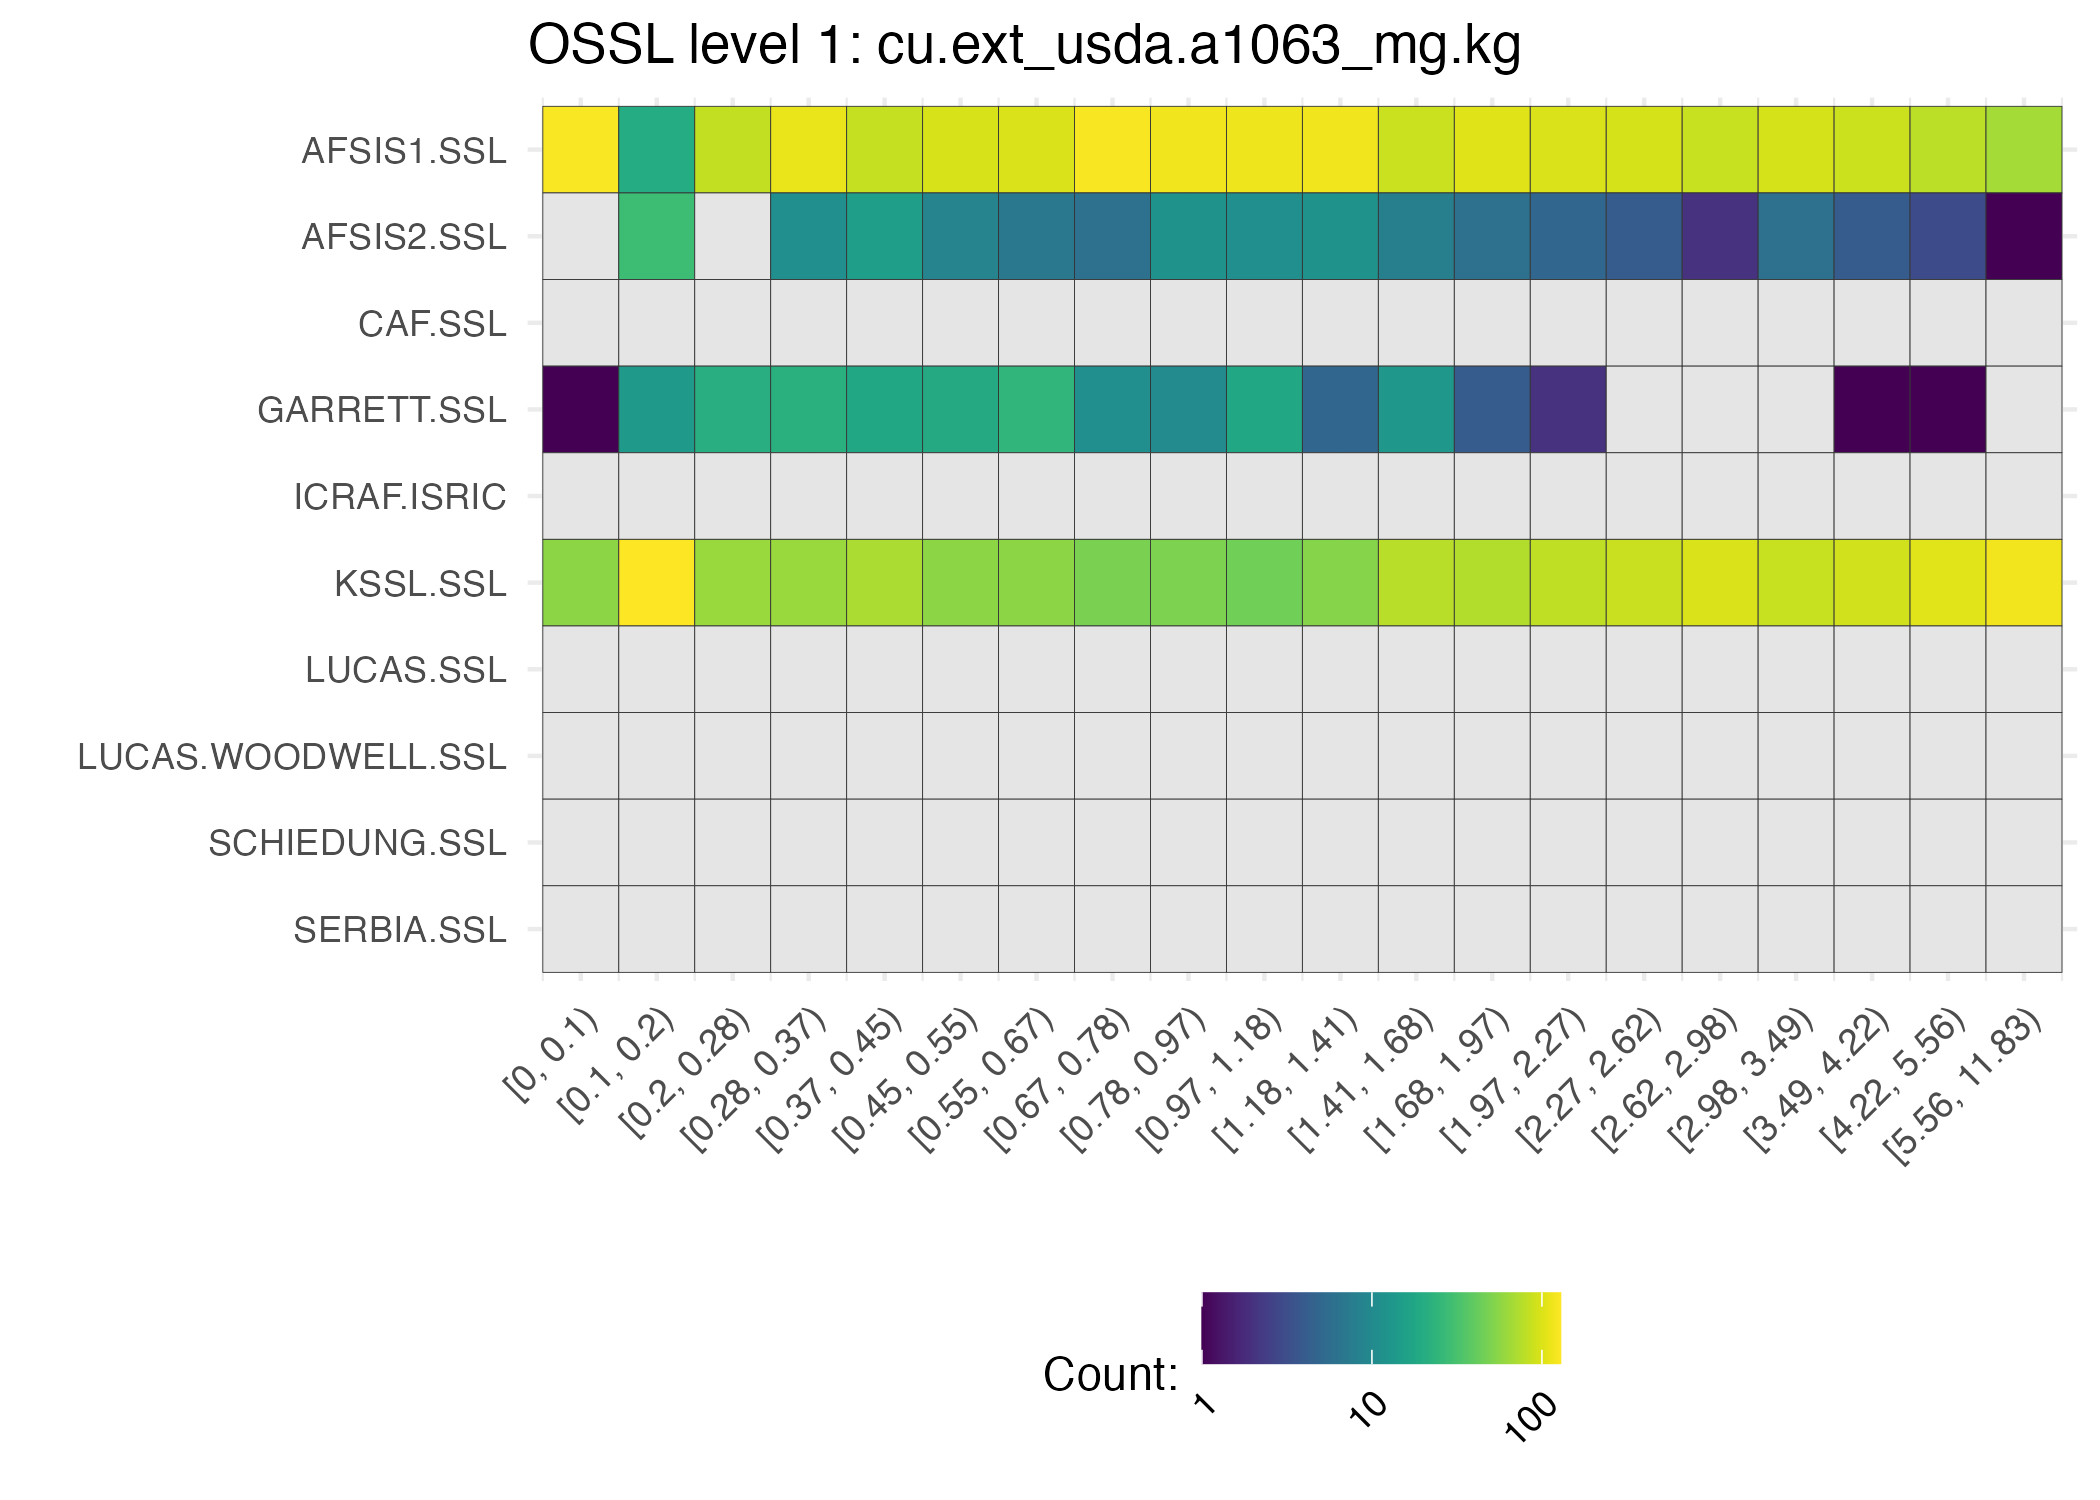 OSSL level 1: cu.ext_usda.a1063_mg.kg
AFSIS1.SSL
AFSIS2.SSL
CAF.SSL
GARRETT.SSL
ICRAF.ISRIC
KSSL.SSL
LUCAS.SSL
LUCAS.WOODWELL.SSL
SCHIEDUNG.SSL
SERBIA.SSL
[0, 0.1)
[0.1, 0.2)
[0.2, 0.28)
[0.28, 0.37)
[0.37, 0.45)
[0.45, 0.55)
[0.55, 0.67)
[0.67, 0.78)
[0.78, 0.97)
[0.97, 1.18)
[1.18, 1.41)
[1.41, 1.68)
[1.68, 1.97)
[1.97, 2.27)
[2.27, 2.62)
[2.62, 2.98)
[2.98, 3.49)
[3.49, 4.22)
[4.22, 5.56)
[5.56, 11.83)
Count:
1
10
100